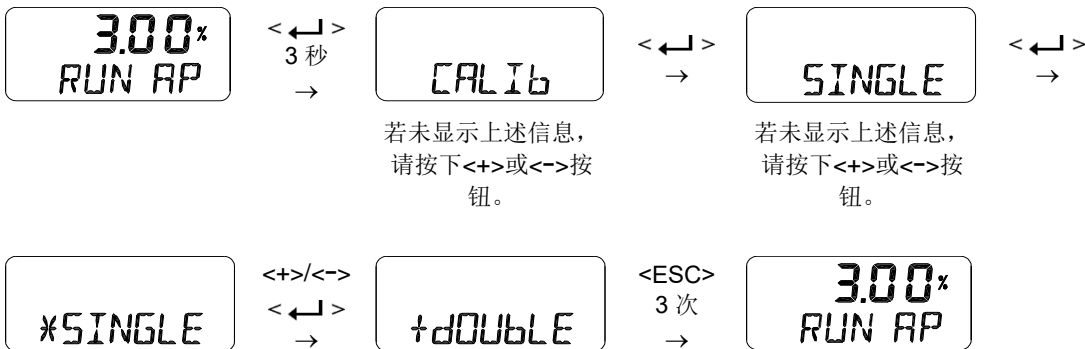 3.00%
RUN AP
<↵>
3 秒
→
CALIb
<↵>
→
SINGLE
<↵>
→
若未显示上述信息，
请按下<+>或<->按
钮。
若未显示上述信息，
请按下<+>或<->按
钮。
*SINGLE
<+>/<->
<↵>
→
+dOUbLE
<ESC>
3 次
→
3.00%
RUN AP